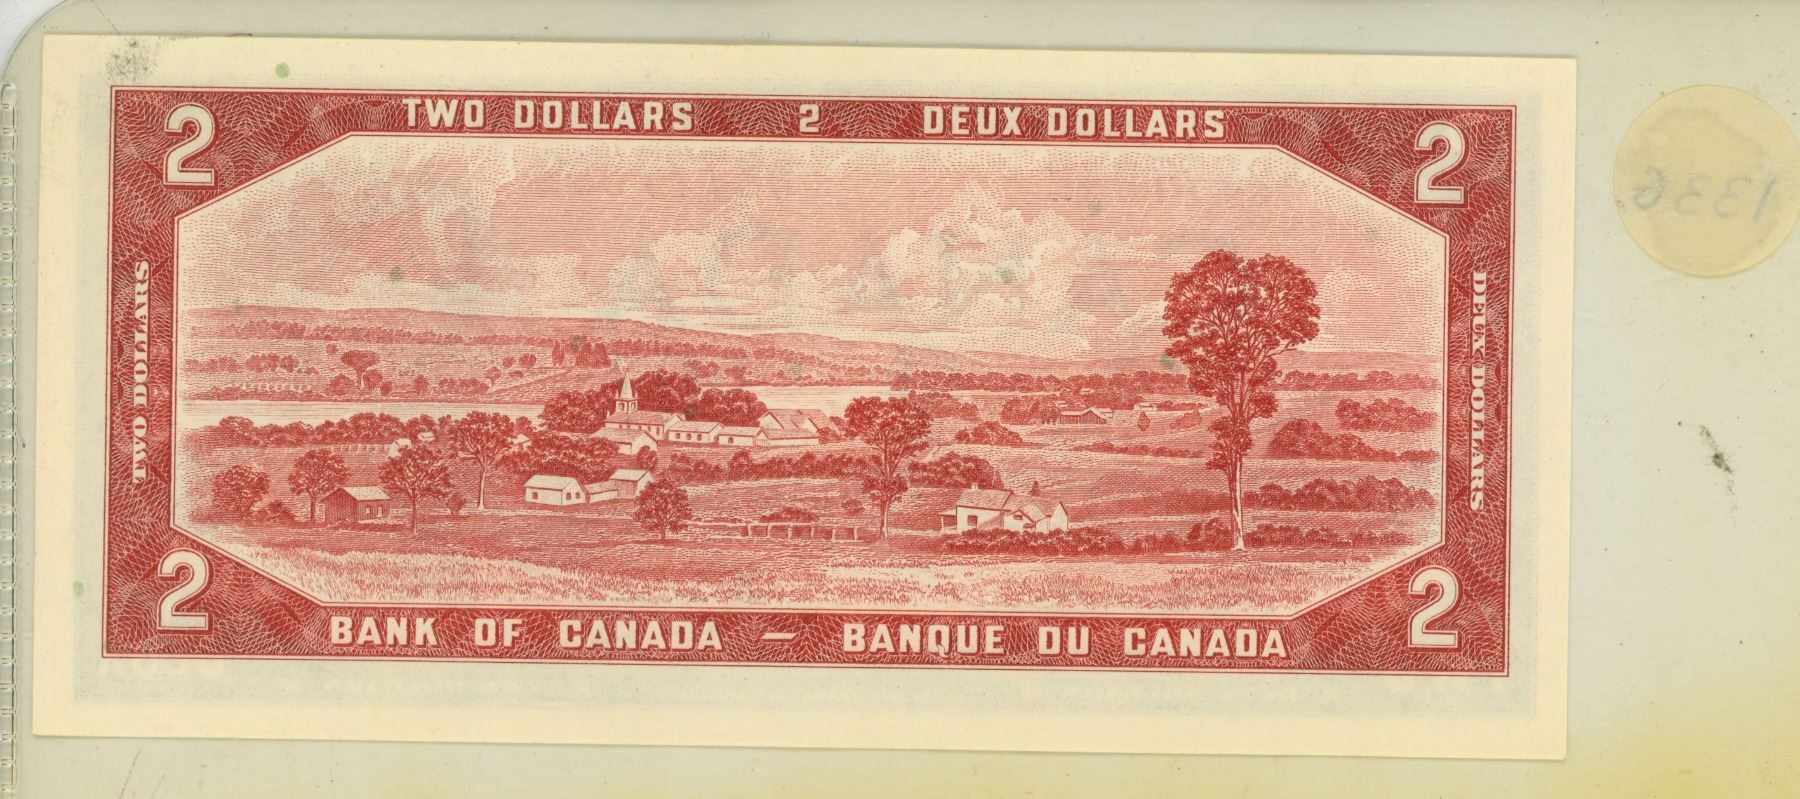 2 TWO DOLLARS 2 DEUX DOLLARS 2
TWO DOLLARS
DEUX DOLLARS
2 BANK OF CANADA — BANQUE DU CANADA 2
1336